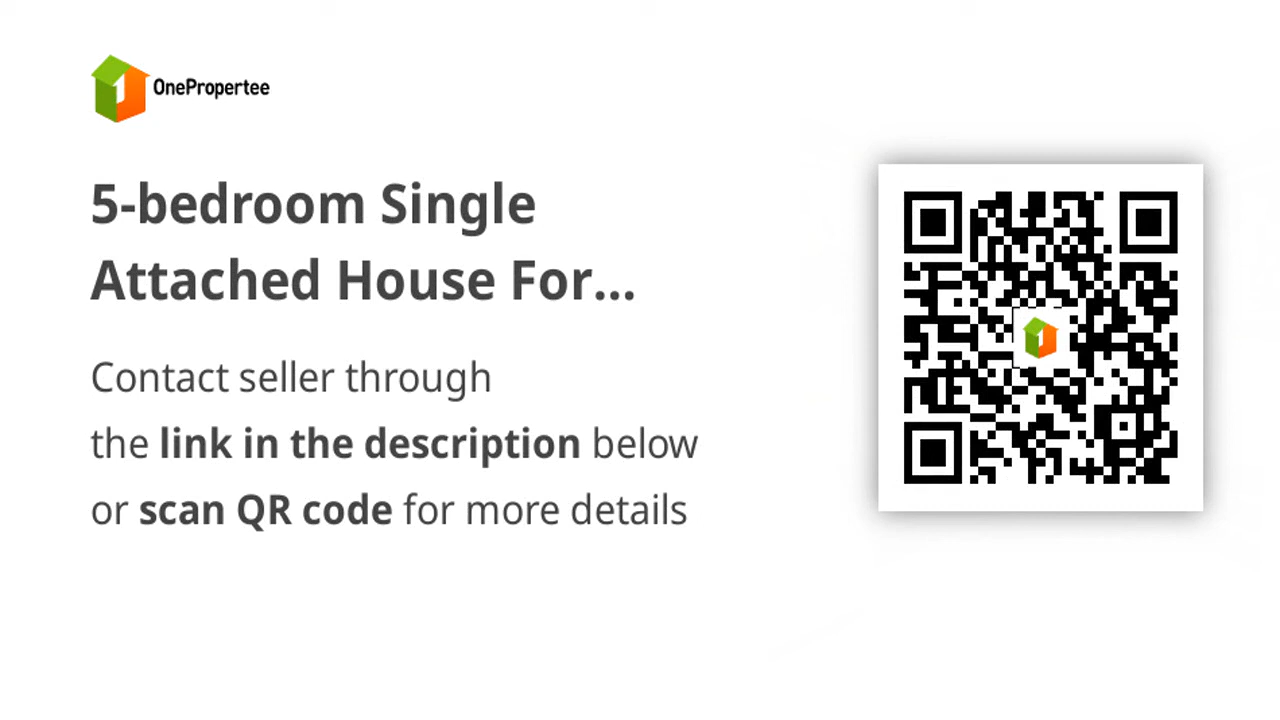 OnePropertee
5-bedroom Single
Attached House For...
Contact seller through
the link in the description below
or scan QR code for more details